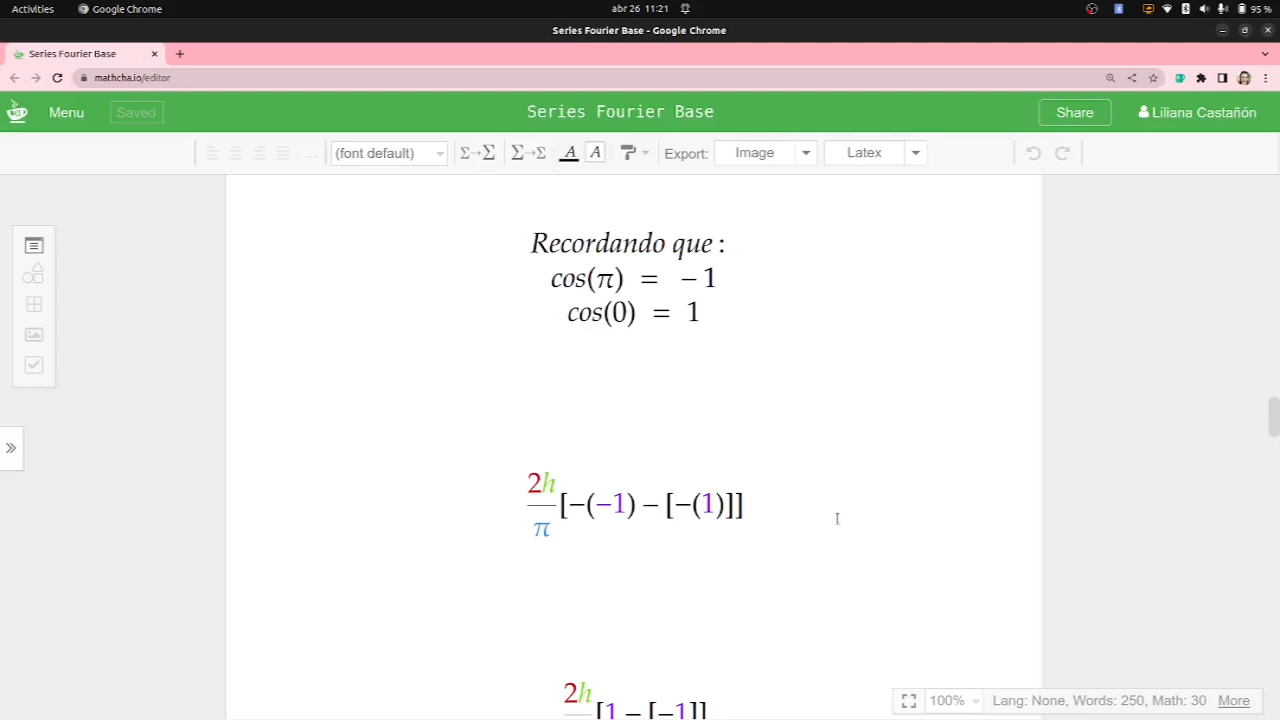 Activities
Google Chrome
abr 26 11:21
95 %
Series Fourier Base - Google Chrome
Series Fourier Base
mathcha.io/editor
Menu
Saved
Series Fourier Base
Share
Liliana Castañón
... (font default) Σ→Σ Σ→Σ A A Export: Image Latex
Recordando que :
cos(π) = −1
cos(0) = 1
2h/π [−(−1) − [−(1)]]
2h
[1 − [−1]]
100% Lang: None, Words: 250, Math: 30 More